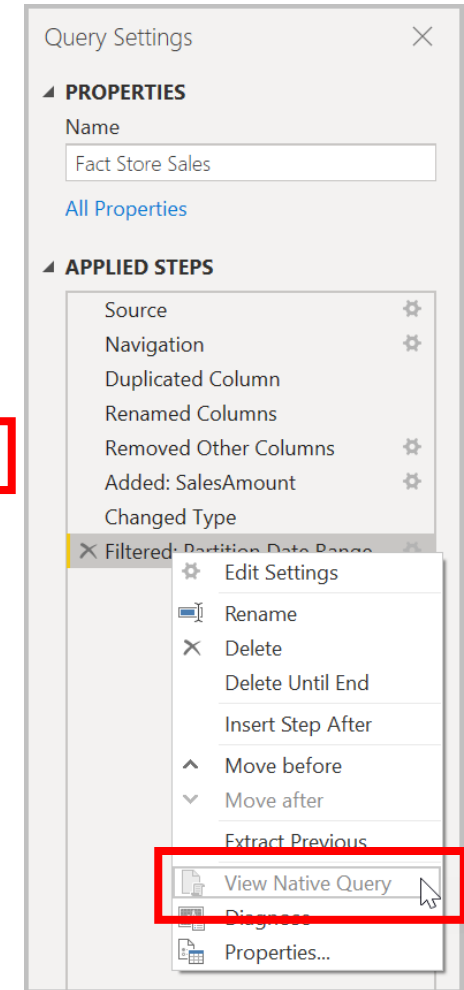 Query Settings
PROPERTIES
Name
Fact Store Sales
All Properties
APPLIED STEPS
Source
Navigation
Duplicated Column
Renamed Columns
Removed Other Columns
Added: SalesAmount
Changed Type
Filtered: Partition Date Range
Edit Settings
Rename
Delete
Delete Until End
Insert Step After
Move before
Move after
Extract Previous
View Native Query
Diagnose
Properties...